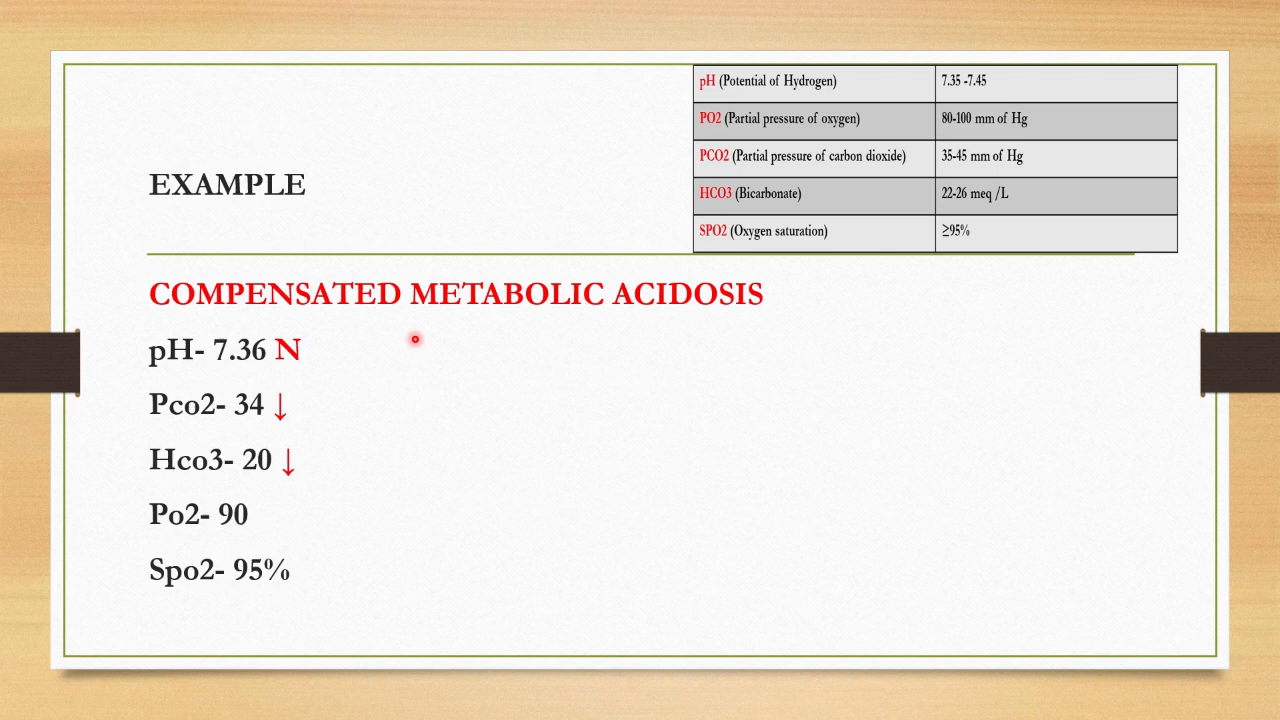 pH (Potential of Hydrogen) 7.35 -7.45
PO2 (Partial pressure of oxygen) 80-100 mm of Hg
PCO2 (Partial pressure of carbon dioxide) 35-45 mm of Hg
HCO3 (Bicarbonate) 22-26 meq /L
SPO2 (Oxygen saturation) ≥95%
EXAMPLE
COMPENSATED METABOLIC ACIDOSIS
pH- 7.36 N
Pco2- 34 ↓
Hco3- 20 ↓
Po2- 90
Spo2- 95%